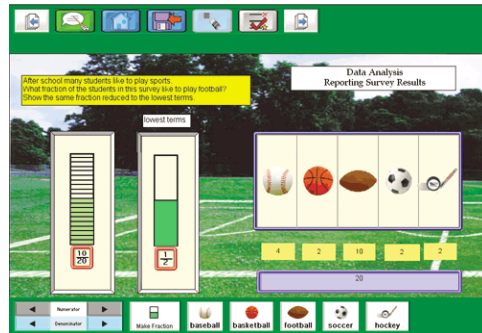 After school many students like to play sports.
What fraction of the students in this survey like to play football?
Show the same fraction reduced to the lowest terms.
Data Analysis
Reporting Survey Results
lowest terms
10
20
1
2
4 2 10 2 2
20
Numerator
Denominator
Make Fraction
baseball
basketball
football
soccer
hockey